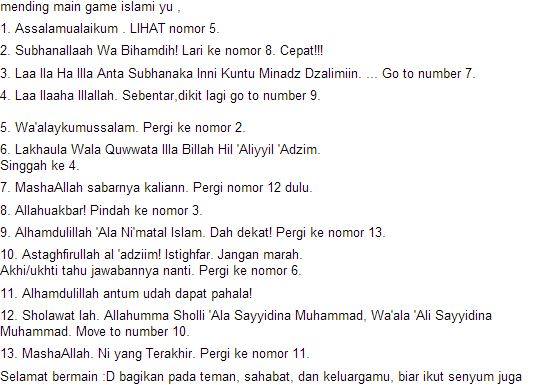 mending main game islami yu ,
1. Assalamualaikum . LIHAT nomor 5.
2. Subhanallaah Wa Bihamdih! Lari ke nomor 8. Cepat!!!
3. Laa Ila Ha Illa Anta Subhanaka Inni Kuntu Minadz Dzalimiin. ... Go to number 7.
4. Laa Ilaaha Illallah. Sebentar,dikit lagi go to number 9.
5. Wa'alaykumussalam. Pergi ke nomor 2.
6. Lakhaula Wala Quwwata Illa Billah Hil 'Aliyyil 'Adzim.
Singgah ke 4.
7. MashaAllah sabarnya kaliann. Pergi nomor 12 dulu.
8. Allahuakbar! Pindah ke nomor 3.
9. Alhamdulillah 'Ala Ni'matal Islam. Dah dekat! Pergi ke nomor 13.
10. Astaghfirullah al 'adziim! Istighfar. Jangan marah.
Akhi/ukhti tahu jawabannya nanti. Pergi ke nomor 6.
11. Alhamdulillah antum udah dapat pahala!
12. Sholawat lah. Allahumma Sholli 'Ala Sayyidina Muhammad, Wa'ala 'Ali Sayyidina
Muhammad. Move to number 10.
13. MashaAllah. Ni yang Terakhir. Pergi ke nomor 11.
Selamat bermain :D bagikan pada teman, sahabat, dan keluargamu, biar ikut senyum juga